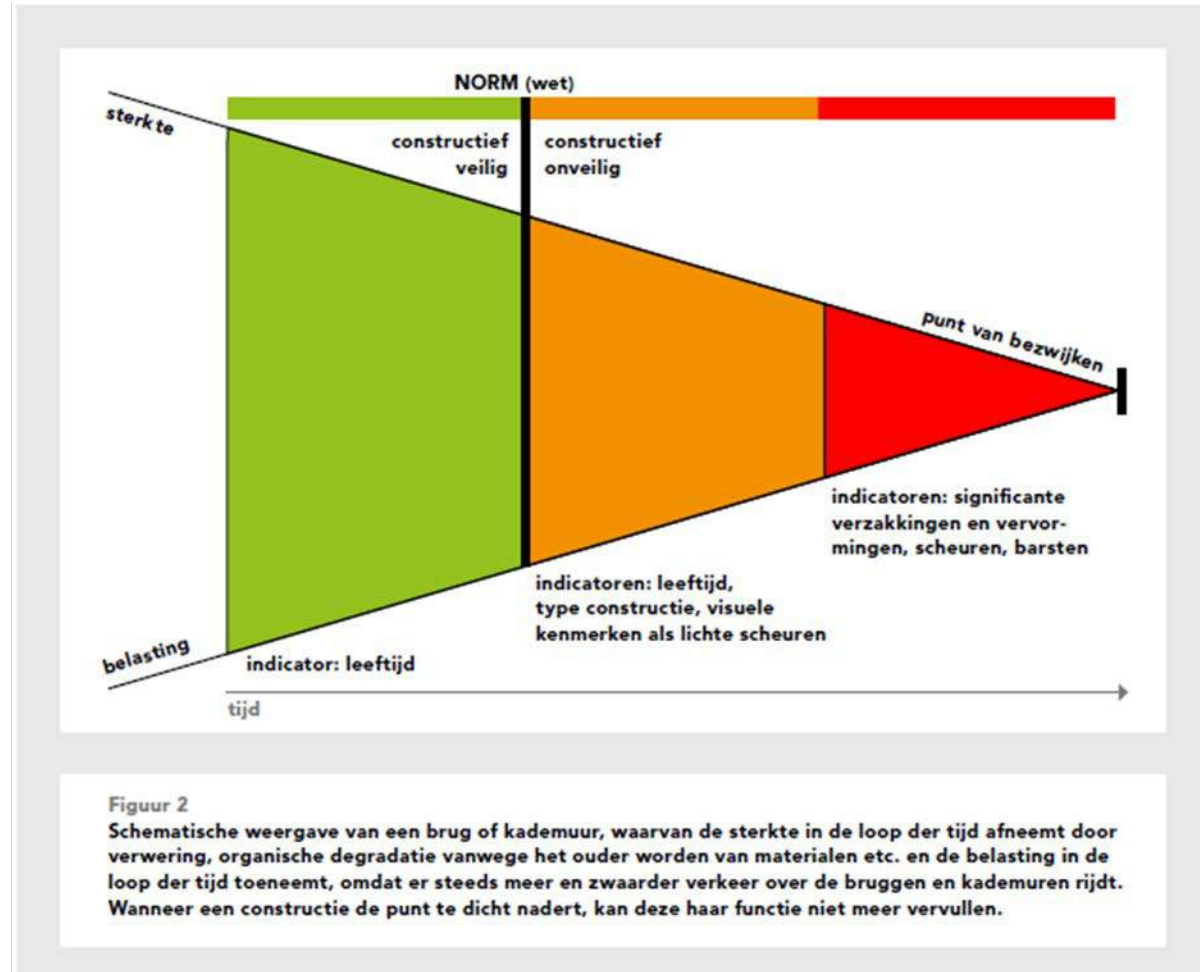 NORM (wet)
sterkte
constructief
veilig
constructief
onveilig
punt van bezwijken
indicatoren: significante
verzakkingen en vervor-
mingen, scheuren, barsten
indicatoren: leeftijd,
type constructie, visuele
kenmerken als lichte scheuren
belasting
indicator: leeftijd
tijd
Figuur 2
Schematische weergave van een brug of kademuur, waarvan de sterkte in de loop der tijd afneemt door
verwering, organische degradatie vanwege het ouder worden van materialen etc. en de belasting in de
loop der tijd toeneemt, omdat er steeds meer en zwaarder verkeer over de bruggen en kademuren rijdt.
Wanneer een constructie de punt te dicht nadert, kan deze haar functie niet meer vervullen.